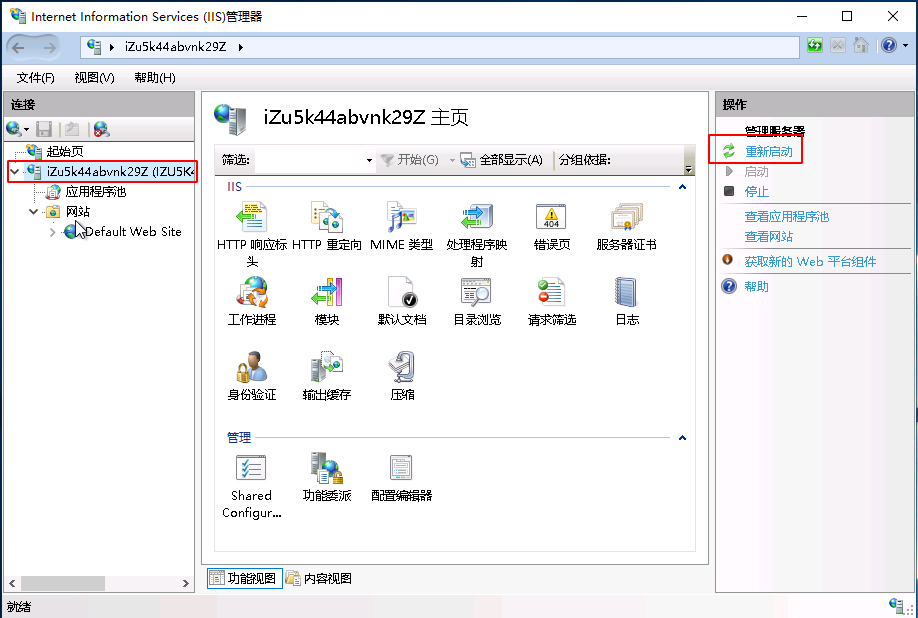 Internet Information Services (IIS)管理器
iZu5k44abvnk29Z
文件(F) 视图(V) 帮助(H)
连接
起始页
iZu5k44abvnk29Z (IZU5K4
应用程序池
网站
Default Web Site
iZu5k44abvnk29Z 主页
筛选: 开始(G) 全部显示(A) 分组依据:
IIS
HTTP 响应标头 HTTP 重定向 MIME 类型 处理程序映射 错误页 服务器证书
工作进程 模块 默认文档 目录浏览 请求筛选 日志
身份验证 输出缓存 压缩
管理
Shared Configur... 功能委派 配置编辑器
功能视图 内容视图
操作
管理服务器
重新启动
启动
停止
查看应用程序池
查看网站
获取新的 Web 平台组件
帮助
就绪